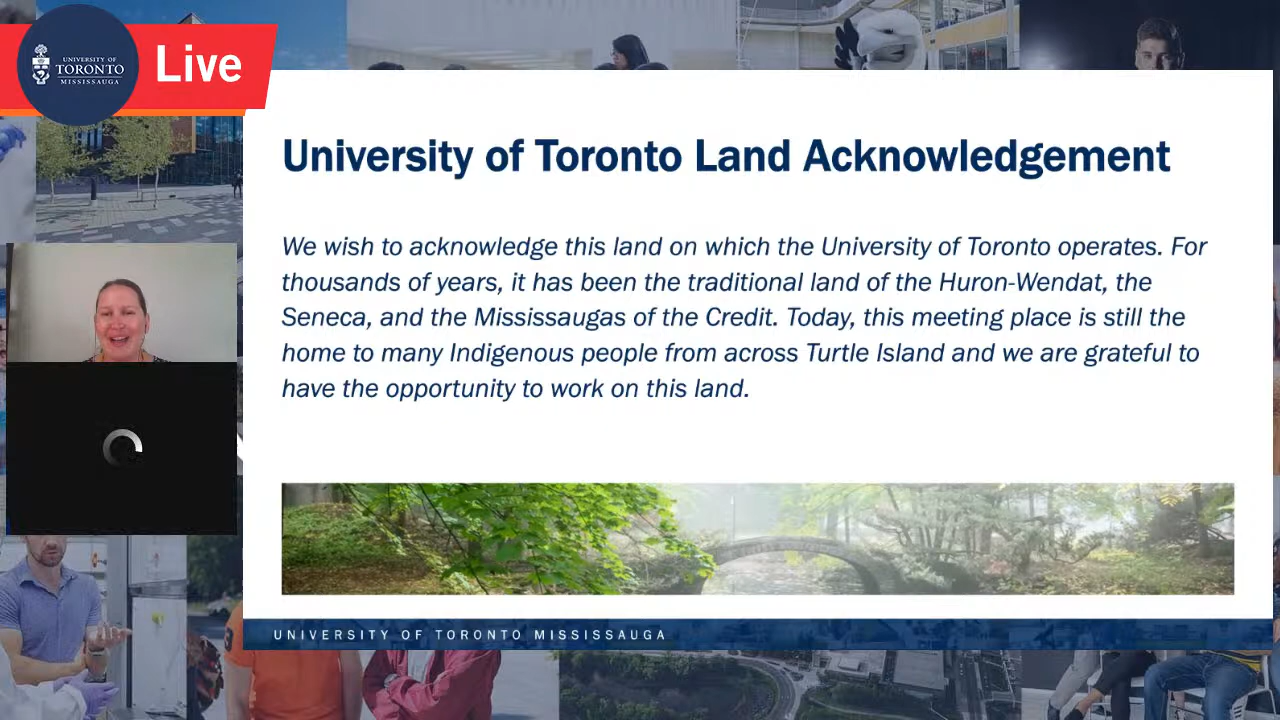 UNIVERSITY OF
TORONTO
MISSISSAUGA
Live
University of Toronto Land Acknowledgement
We wish to acknowledge this land on which the University of Toronto operates. For
thousands of years, it has been the traditional land of the Huron-Wendat, the
Seneca, and the Mississaugas of the Credit. Today, this meeting place is still the
home to many Indigenous people from across Turtle Island and we are grateful to
have the opportunity to work on this land.
UNIVERSITY OF TORONTO MISSISSAUGA